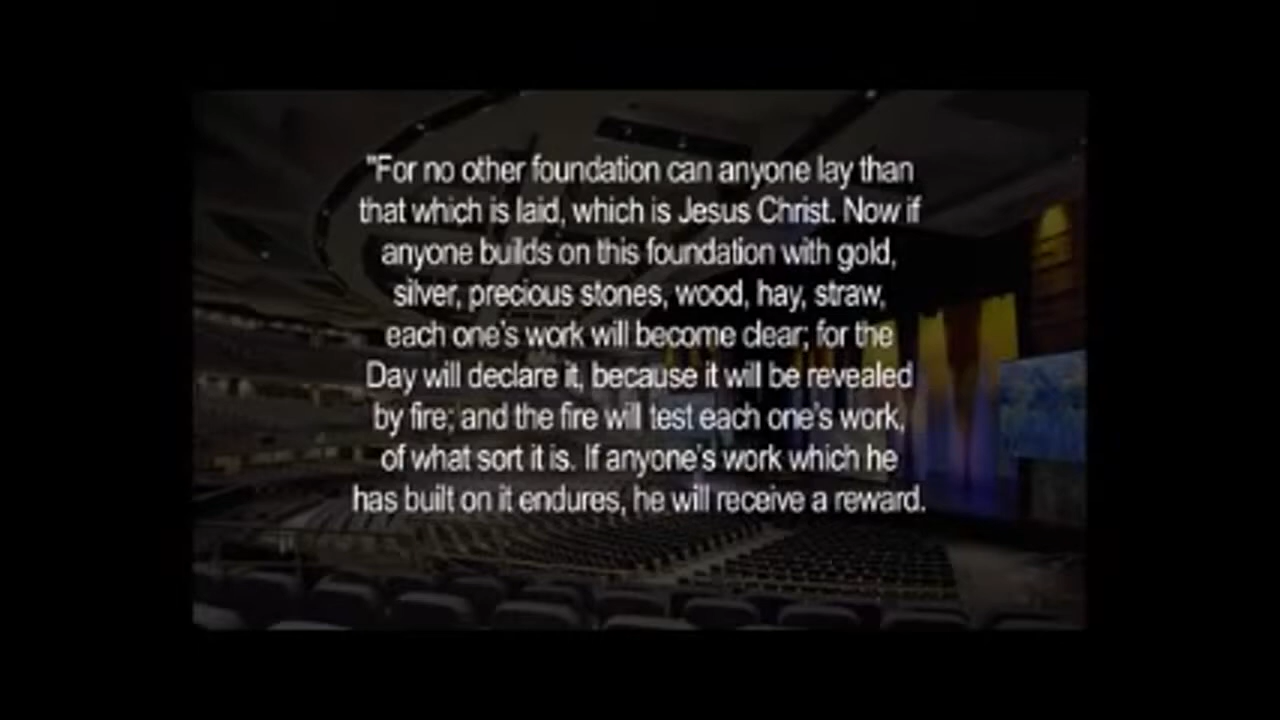 "For no other foundation can anyone lay than
that which is laid, which is Jesus Christ. Now if
anyone builds on this foundation with gold,
silver, precious stones, wood, hay, straw,
each one's work will become clear; for the
Day will declare it, because it will be revealed
by fire; and the fire will test each one's work,
of what sort it is. If anyone's work which he
has built on it endures, he will receive a reward.